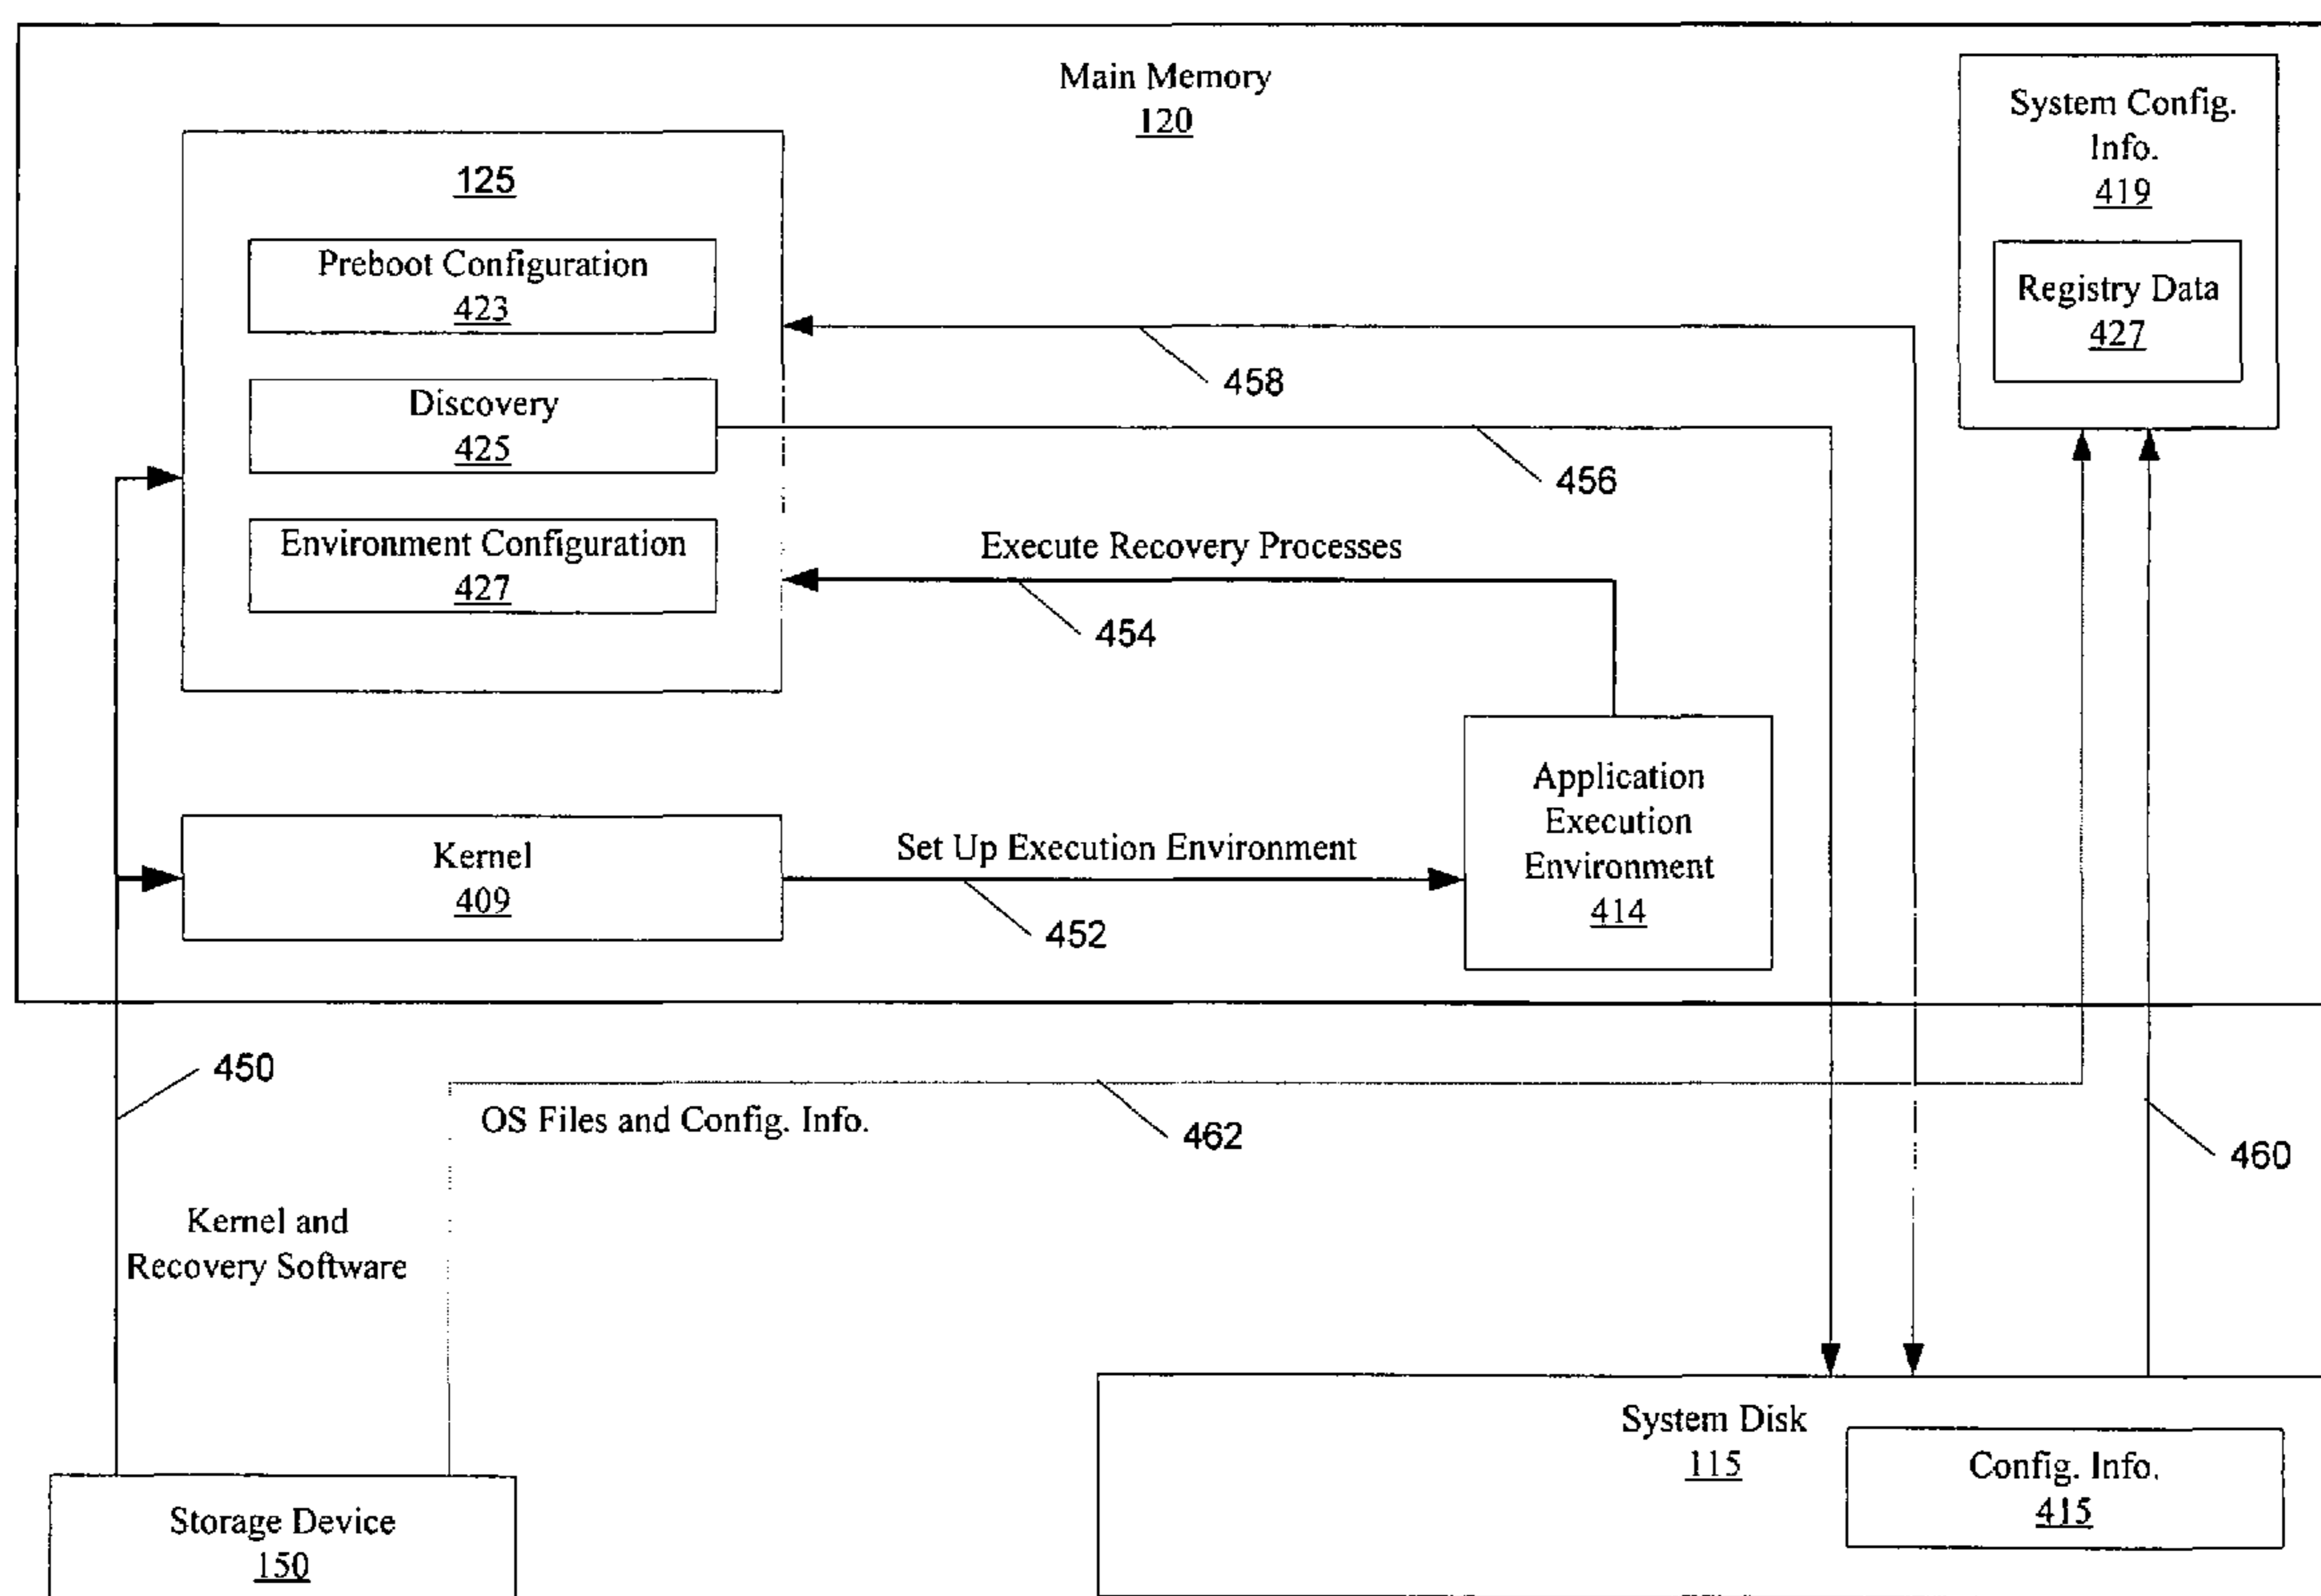 Main Memory
120
System Config.
Info.
419
Registry Data
427
125
Preboot Configuration
423
Discovery
425
Environment Configuration
427
458
456
Execute Recovery Processes
454
Application
Execution
Environment
414
Kernel
409
Set Up Execution Environment
452
450
OS Files and Config. Info.
462
460
Kernel and
Recovery Software
System Disk
115
Config. Info.
415
Storage Device
150